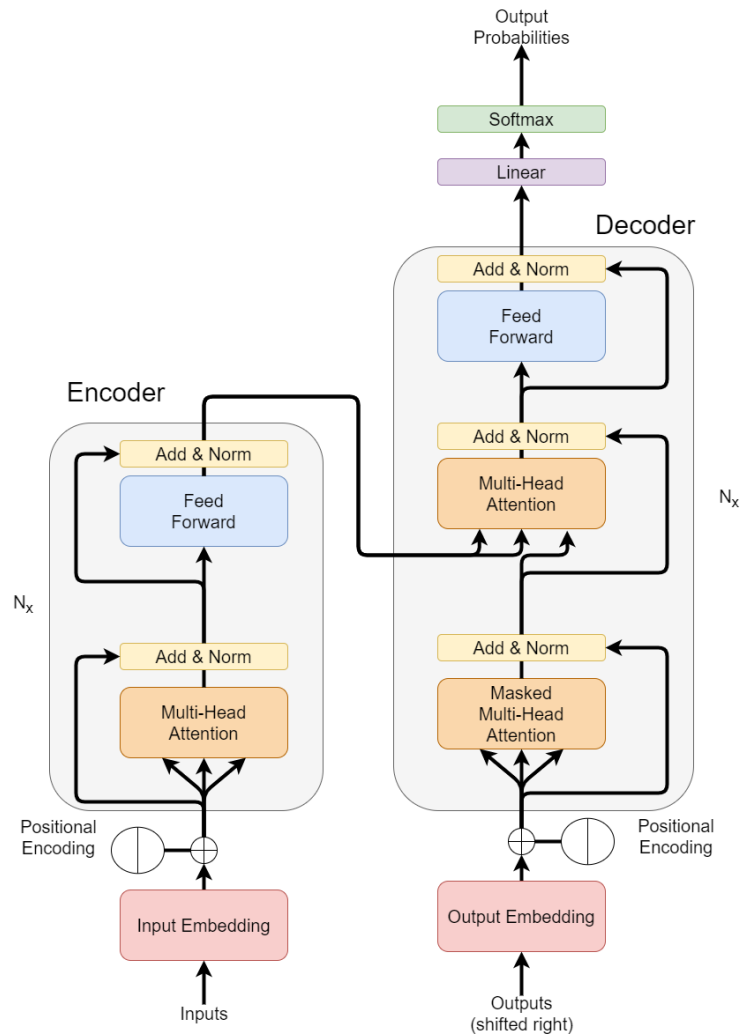 Output
Probabilities
Softmax
Linear
Decoder
Add & Norm
Feed
Forward
Add & Norm
Multi-Head
Attention
Nx
Add & Norm
Masked
Multi-Head
Attention
Positional
Encoding
Output Embedding
Outputs
(shifted right)
Encoder
Add & Norm
Feed
Forward
Nx
Add & Norm
Multi-Head
Attention
Positional
Encoding
Input Embedding
Inputs